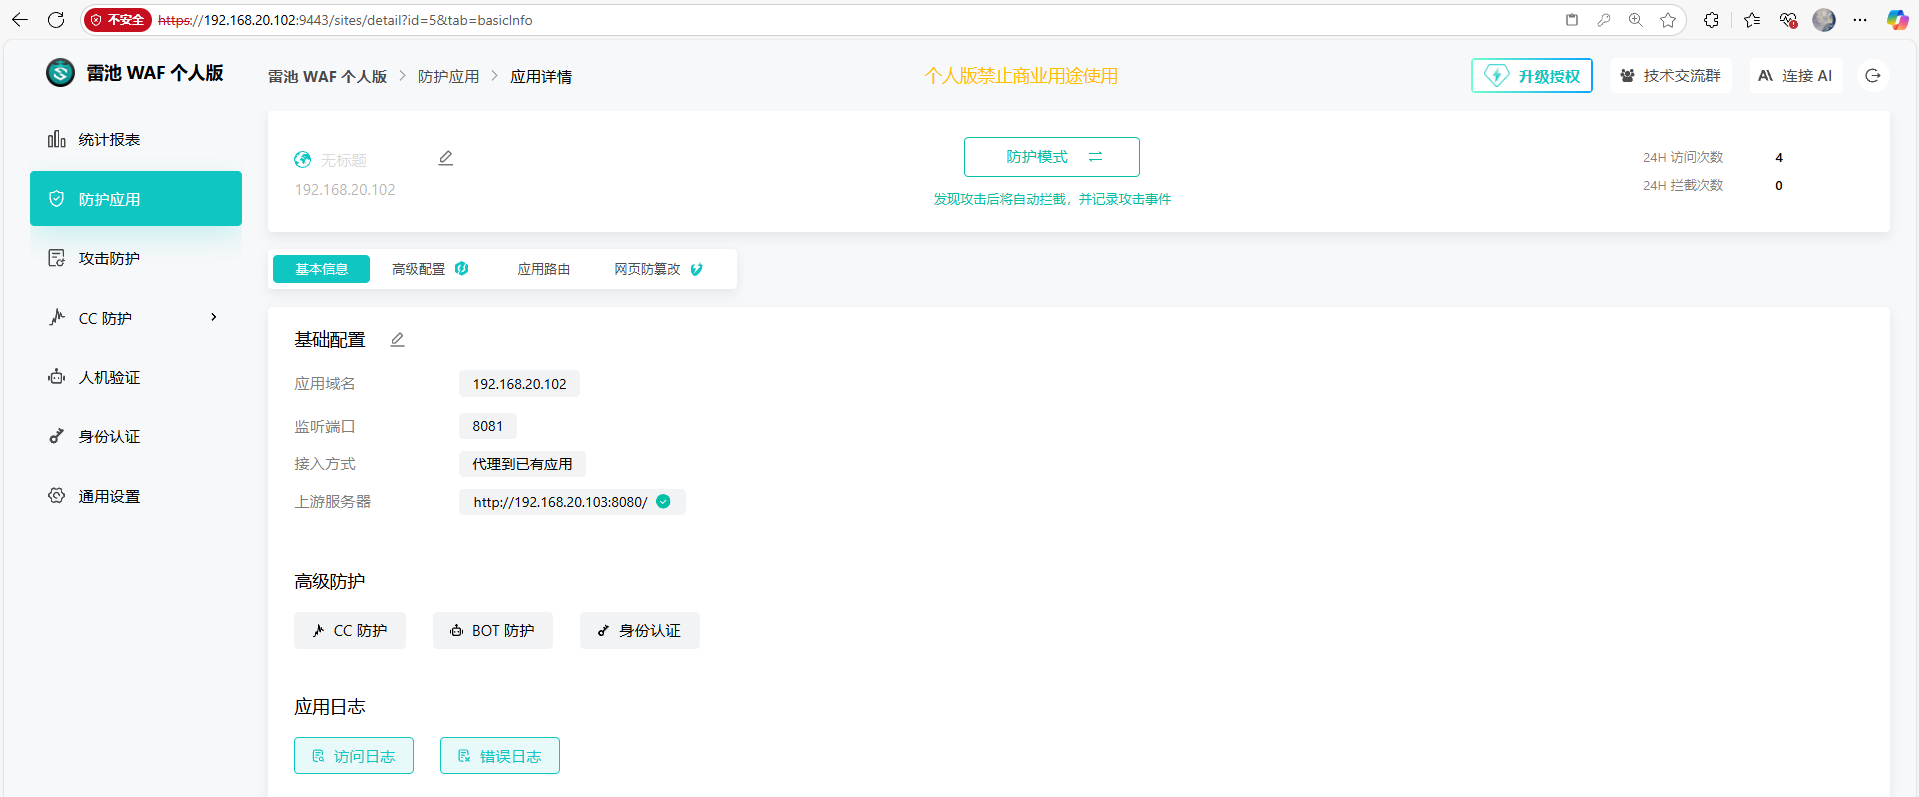 不安全 https://192.168.20.102:9443/sites/detail?id=5&tab=basicInfo
雷池 WAF 个人版
雷池 WAF 个人版 > 防护应用 > 应用详情
个人版禁止商业用途使用
升级授权
技术交流群
连接 AI
统计报表
防护应用
攻击防护
CC 防护
人机验证
身份认证
通用设置
无标题
192.168.20.102
防护模式
发现攻击后将自动拦截，并记录攻击事件
24H 访问次数 4
24H 拦截次数 0
基本信息
高级配置
应用路由
网页防篡改
基础配置
应用域名 192.168.20.102
监听端口 8081
接入方式 代理到已有应用
上游服务器 http://192.168.20.103:8080/
高级防护
CC 防护
BOT 防护
身份认证
应用日志
访问日志
错误日志